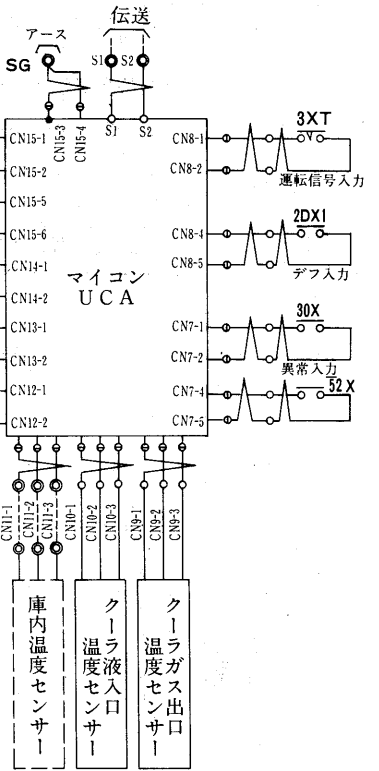 伝送
アース
SG
S1
S2
CN15-3
CN15-4
S1
S2
CN15-1
CN15-2
CN15-5
CN15-6
CN14-1
CN14-2
CN13-1
CN13-2
CN12-1
CN12-2
マイコン
UCA
CN8-1
CN8-2
CN8-4
CN8-5
CN7-1
CN7-2
CN7-4
CN7-5
3XT
運転信号入力
2DX1
デフ入力
30X
異常入力
52X
CN11-1
CN11-2
CN11-3
CN10-1
CN10-2
CN10-3
CN9-1
CN9-2
CN9-3
庫内温度センサー
クーラ液入口
温度センサー
クーラガス出口
温度センサー